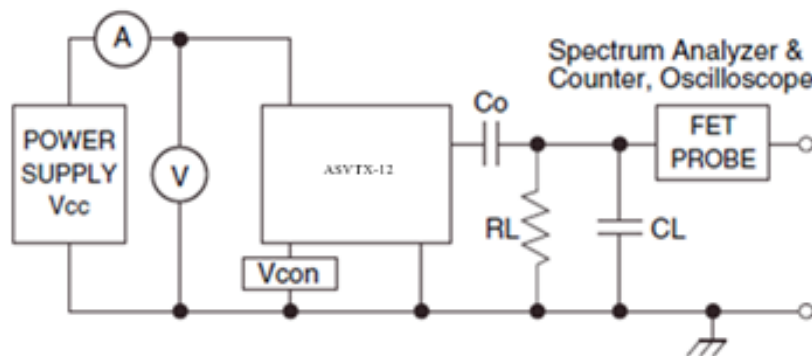 A
Spectrum Analyzer &
Counter, Oscilloscope
Co
POWER
SUPPLY
Vcc
V
ASVTX-12
FET
PROBE
RL
CL
Vcon